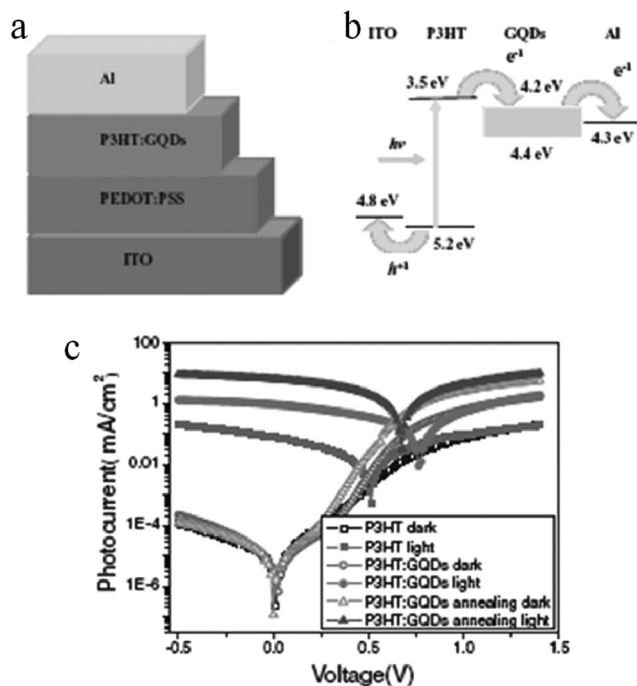 a
Al
P3HT:GQDs
PEDOT:PSS
ITO
b
ITO P3HT GQDs Al
e⁻¹
e⁻¹
3.5 eV
4.2 eV
4.3 eV
4.4 eV
hν
4.8 eV
5.2 eV
h⁺¹
c
100
1
0.01
1E-4
1E-6
Photocurrent( mA/cm²)
P3HT dark
P3HT light
P3HT:GQDs dark
P3HT:GQDs light
P3HT:GQDs annealing dark
P3HT:GQDs annealing light
-0.5 0.0 0.5 1.0 1.5
Voltage(V)